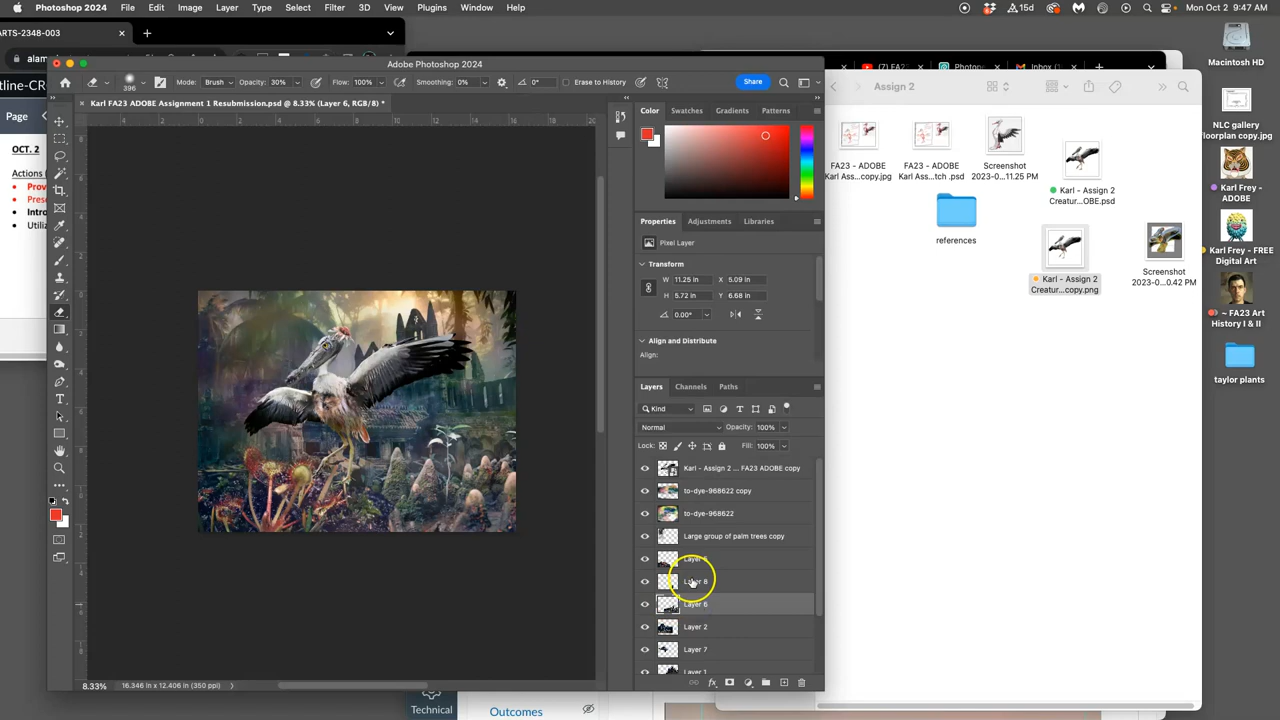 Photoshop 2024 File Edit Image Layer Type Select Filter 3D View Plugins Window Help
15d Mon Oct 2 9:47 AM
ARTS-2348-003
Adobe Photoshop 2024
396 Mode: Brush Opacity: 30% Flow: 100% Smoothing: 0% 0° Erase to History Share
Karl FA23 ADOBE Assignment 1 Resubmission.psd @ 8.33% (Layer 6, RGB/8) *
Color Swatches Gradients Patterns
Properties Adjustments Libraries
Pixel Layer
Transform
W 11.25 in X 5.09 in
H 5.72 in Y 6.68 in
0.00°
Align and Distribute
Align:
Layers Channels Paths
Kind
Normal Opacity: 100%
Lock: Fill: 100%
Karl - Assign 2 ... FA23 ADOBE copy
to-dye-968622 copy
to-dye-968622
Large group of palm trees copy
Layer 8
Layer 6
Layer 2
Layer 7
Layer 1
8.33% 16.346 in x 12.406 in (350 ppi)
OCT. 2
Actions (
Prov
Prese
Intro
Utiliz
Technical
Outcomes
(7) FA2
Inbox (
Assign 2
FA23 - ADOBE
Karl Ass...copy.jpg
FA23 - ADOBE
Karl Ass...tch .psd
Screenshot
2023-0...11.25 PM
Karl - Assign 2
Creatur...OBE.psd
references
Karl - Assign 2
Creatur...copy.png
Screenshot
2023-0...0.42 PM
Macintosh HD
NLC gallery
floorplan copy.jpg
Karl Frey -
ADOBE
Karl Frey - FREE
Digital Art
~ FA23 Art
History I & II
taylor plants